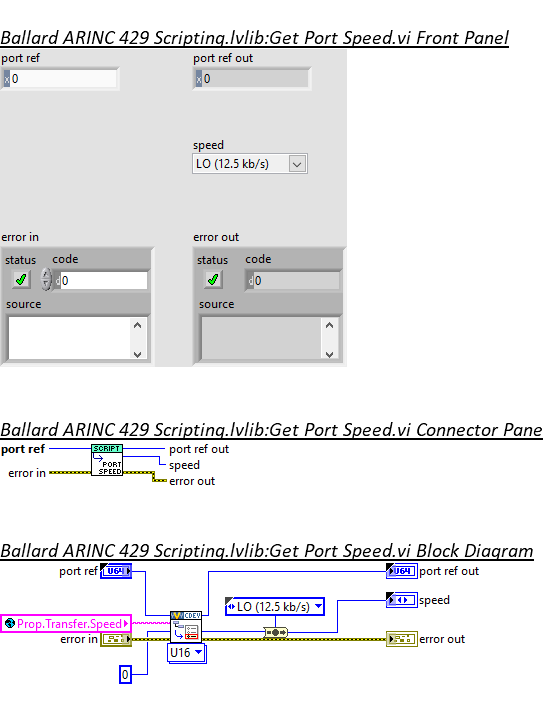 Ballard ARINC 429 Scripting.lvlib:Get Port Speed.vi Front Panel
port ref
port ref out
x 0
x 0
speed
LO (12.5 kb/s)
error in
error out
status code
status code
d 0
d 0
source
source
Ballard ARINC 429 Scripting.lvlib:Get Port Speed.vi Connector Pane
port ref
SCRIPT
PORT
SPEED
port ref out
speed
error in
error out
Ballard ARINC 429 Scripting.lvlib:Get Port Speed.vi Block Diagram
port ref U64
U64 port ref out
LO (12.5 kb/s)
speed
CDEV
Prop.Transfer.Speed
error in
error out
U16
0